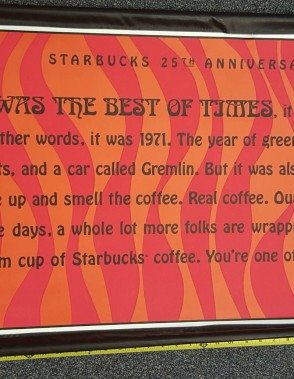 STARBUCKS 25TH ANNIVERSA
WAS THE BEST OF TIMES, it
ther words, it was 1971. The year of green
ts, and a car called Gremlin. But it was als
e up and smell the coffee. Real coffee. Ou
e days, a whole lot more folks are wrapp
m cup of Starbucks coffee. You're one of